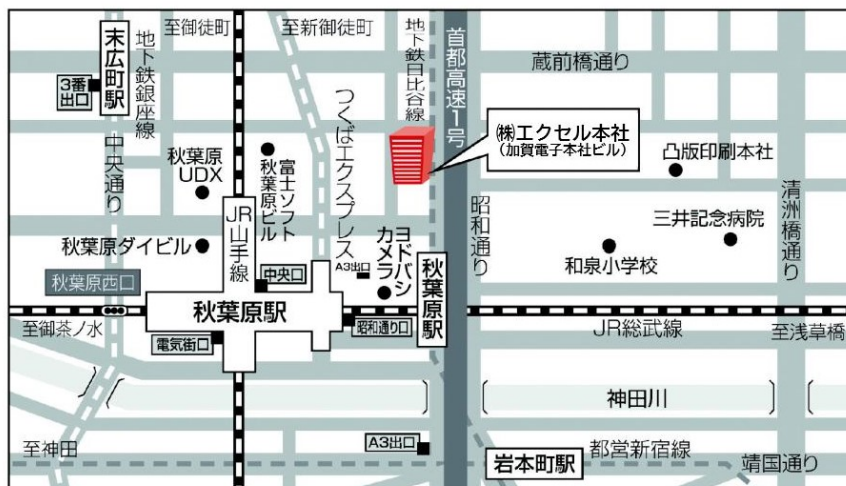 至御徒町
至新御徒町
末広町駅
3番
出口
地下鉄銀座線
中央通り
地下鉄日比谷線
首都高速1号
蔵前橋通り
つくばエクスプレス
㈱エクセル本社
(加賀電子本社ビル)
秋葉原
UDX
富士ソフト
秋葉原ビル
凸版印刷本社
清洲橋通り
JR山手線
昭和通り
三井記念病院
秋葉原ダイビル
ヨドバシ
カメラ
和泉小学校
A3出口
秋葉原西口
中央口
秋葉原駅
秋葉原駅
至御茶ノ水
電気街口
昭和通り口
JR総武線
至浅草橋
神田川
至神田
A3出口
岩本町駅
都営新宿線
靖国通り